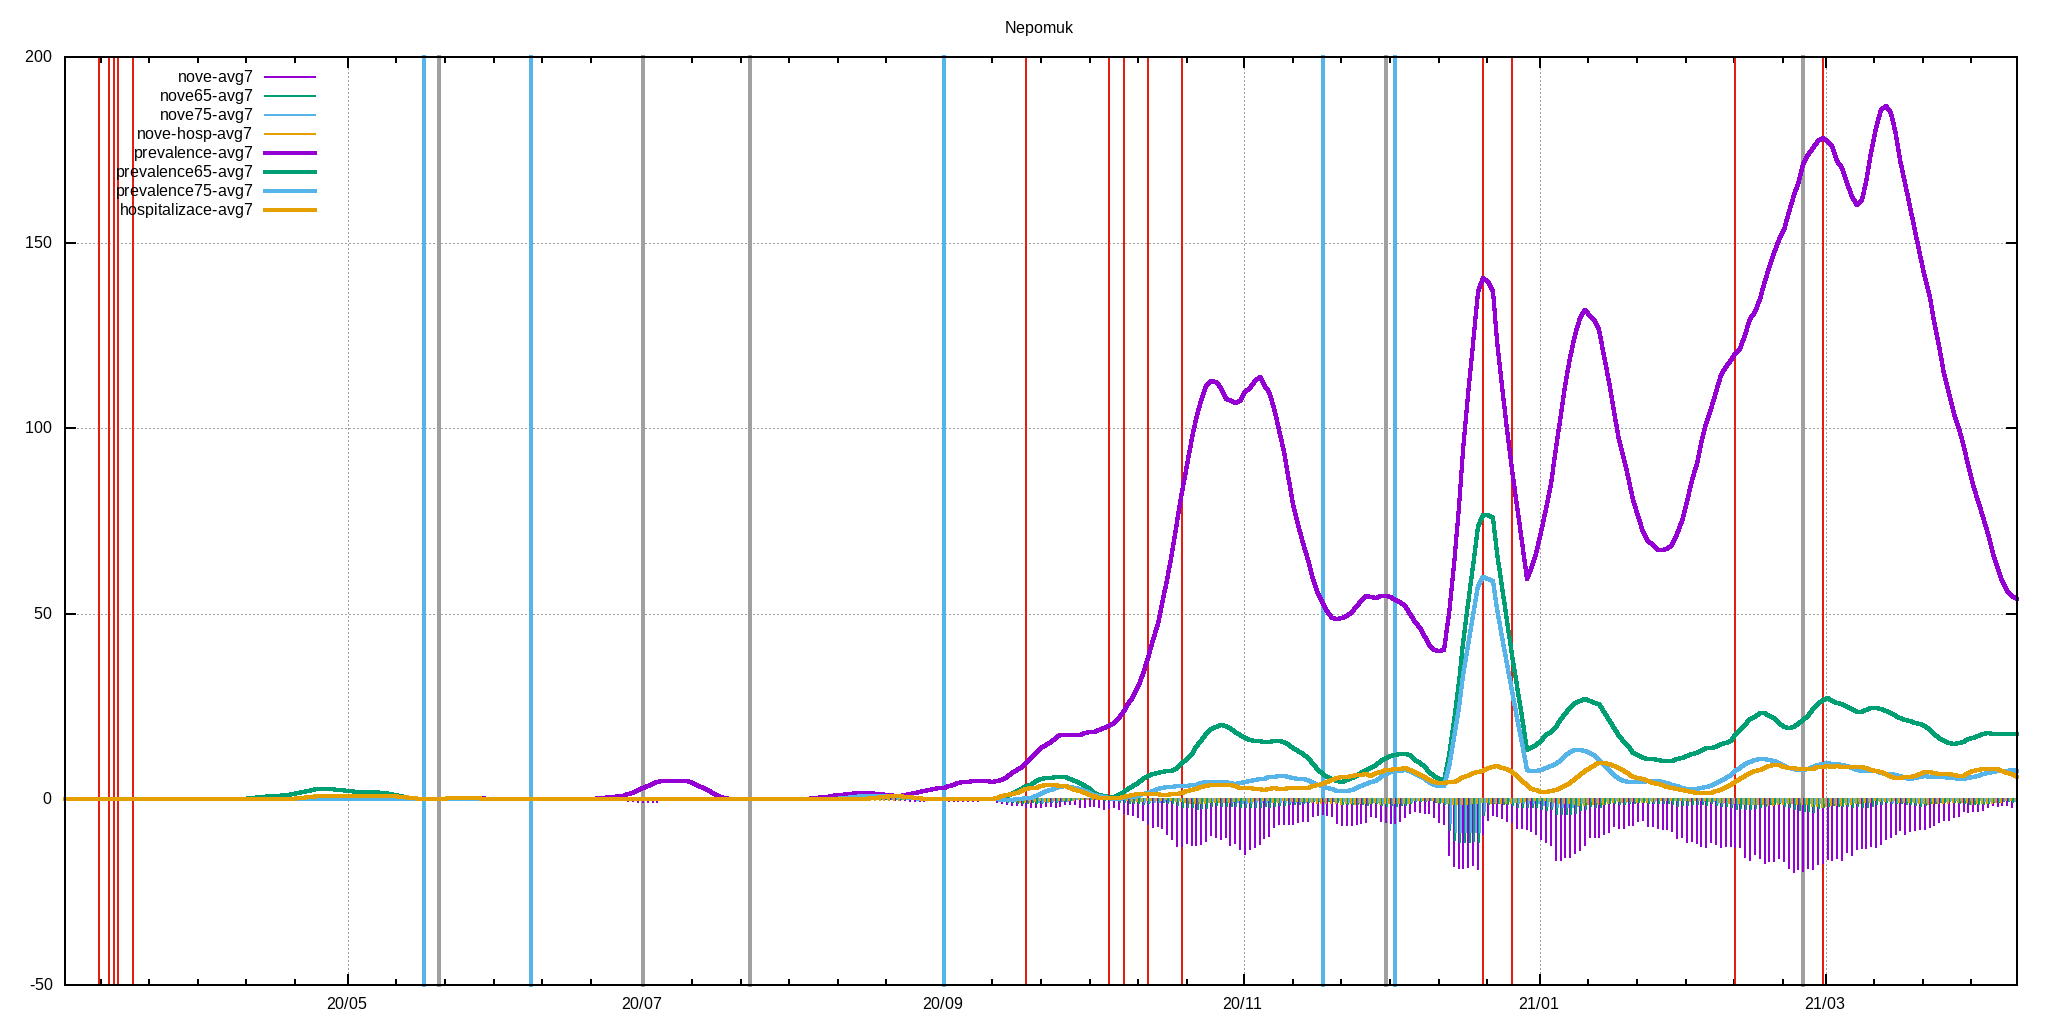 Nepomuk
200
150
100
50
0
-50
nove-avg7
nove65-avg7
nove75-avg7
nove-hosp-avg7
prevalence-avg7
prevalence65-avg7
prevalence75-avg7
hospitalizace-avg7
20/05 20/07 20/09 20/11 21/01 21/03